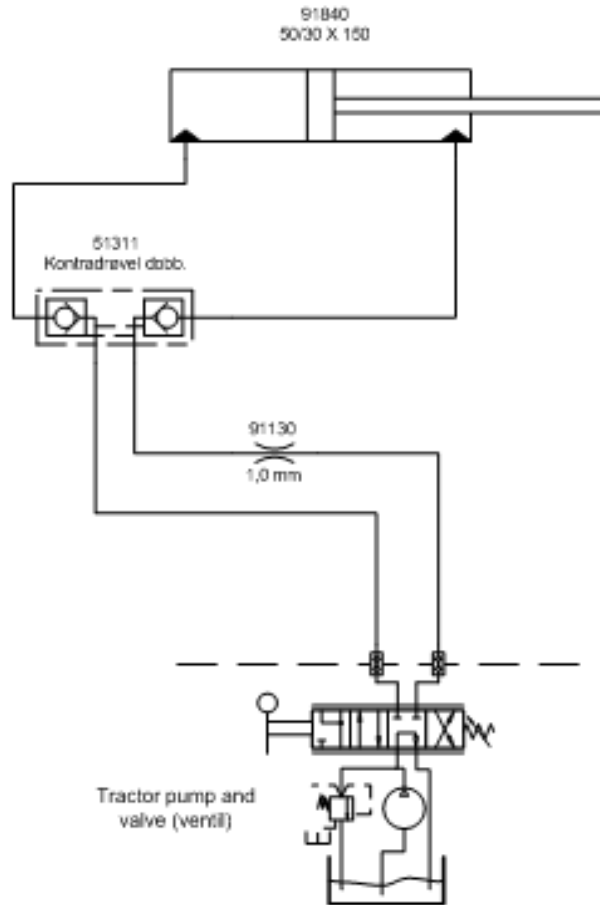 91840
50/30 X 150
51311
Kontradrøvel dobb.
91130
1,0 mm
Tractor pump and
valve (ventil)